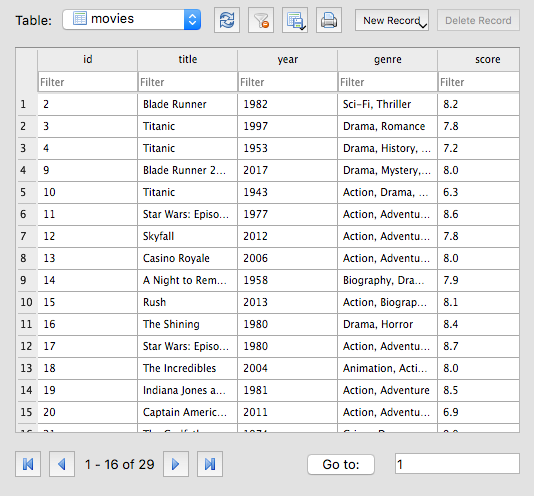 Table: movies New Record Delete Record
id title year genre score
Filter Filter Filter Filter Filter
1 2 Blade Runner 1982 Sci-Fi, Thriller 8.2
2 3 Titanic 1997 Drama, Romance 7.8
3 4 Titanic 1953 Drama, History, ... 7.2
4 9 Blade Runner 2... 2017 Drama, Mystery,... 8.0
5 10 Titanic 1943 Action, Drama, ... 6.3
6 11 Star Wars: Episo... 1977 Action, Adventu... 8.6
7 12 Skyfall 2012 Action, Adventu... 7.8
8 13 Casino Royale 2006 Action, Adventu... 8.0
9 14 A Night to Rem... 1958 Biography, Dra... 7.9
10 15 Rush 2013 Action, Biograp... 8.1
11 16 The Shining 1980 Drama, Horror 8.4
12 17 Star Wars: Episo... 1980 Action, Adventu... 8.7
13 18 The Incredibles 2004 Animation, Acti... 8.0
14 19 Indiana Jones a... 1981 Action, Adventure 8.5
15 20 Captain Americ... 2011 Action, Adventu... 6.9
1 - 16 of 29 Go to: 1